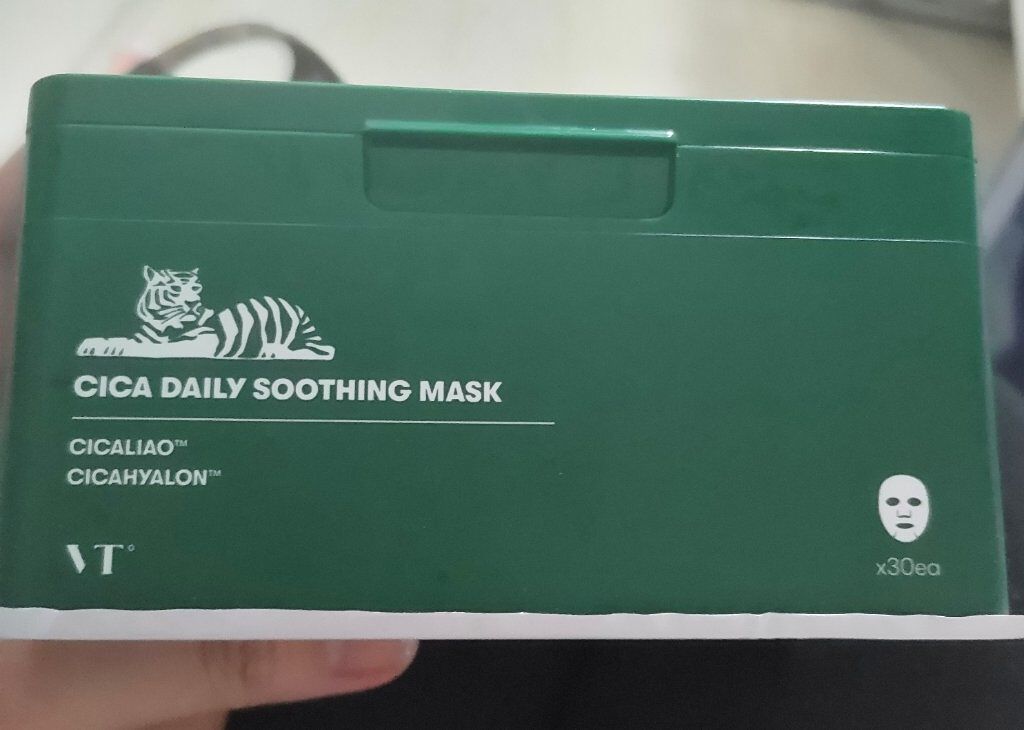 CICA DAILY SOOTHING MASK
CICALIAO™
CICAHYALON™
VT°
x30ea